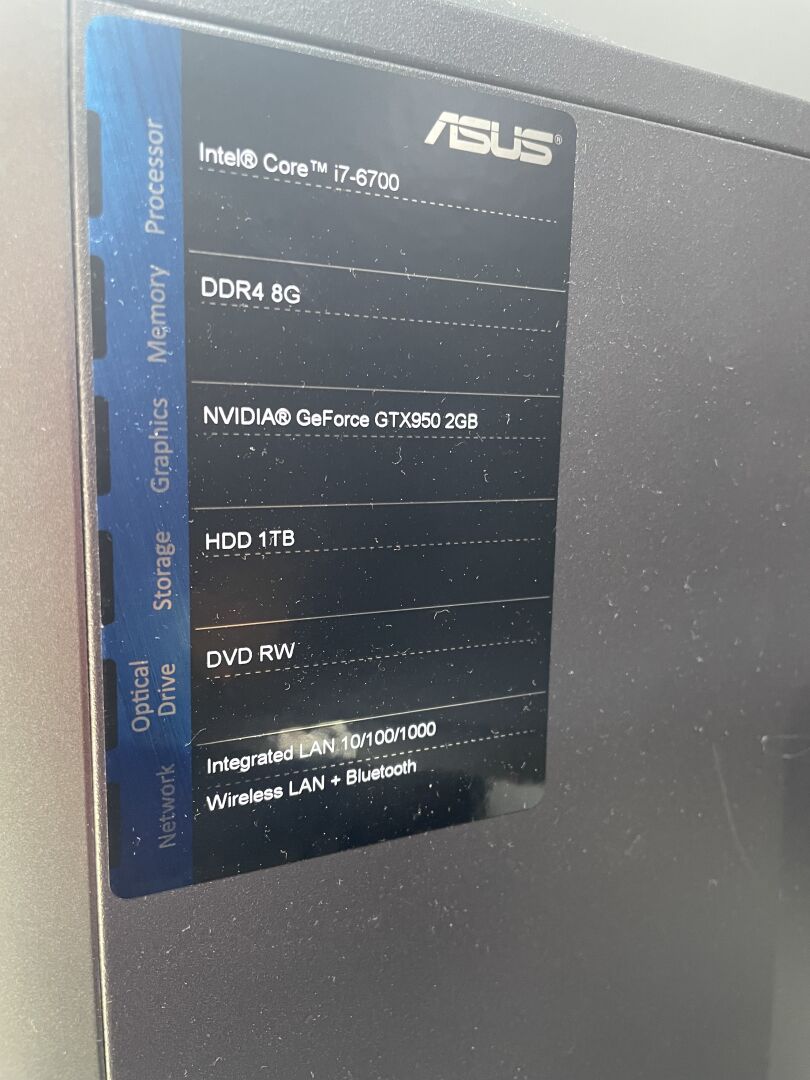 ASUS®
Processor
Intel® Core™ i7-6700
Memory
DDR4 8G
Graphics
NVIDIA® GeForce GTX950 2GB
Storage
HDD 1TB
Optical
Drive
DVD RW
Network
Integrated LAN 10/100/1000
Wireless LAN + Bluetooth